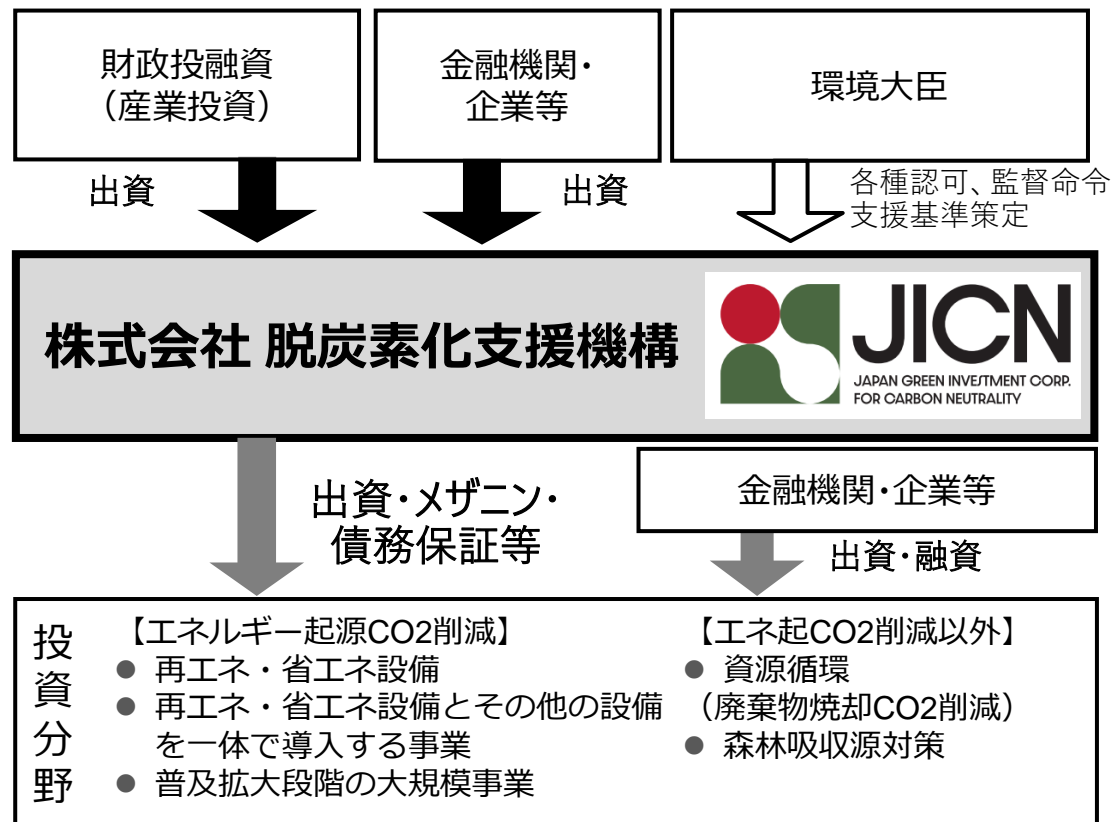 財政投融資
（産業投資）
金融機関・
企業等
環境大臣
出資
出資
各種認可、監督命令
支援基準策定
株式会社 脱炭素化支援機構
JICN
JAPAN GREEN INVESTMENT CORP.
FOR CARBON NEUTRALITY
出資・メザニン・
債務保証等
金融機関・企業等
出資・融資
投資分野
【エネルギー起源CO2削減】
● 再エネ・省エネ設備
● 再エネ・省エネ設備とその他の設備
を一体で導入する事業
● 普及拡大段階の大規模事業
【エネ起CO2削減以外】
● 資源循環
（廃棄物焼却CO2削減）
● 森林吸収源対策